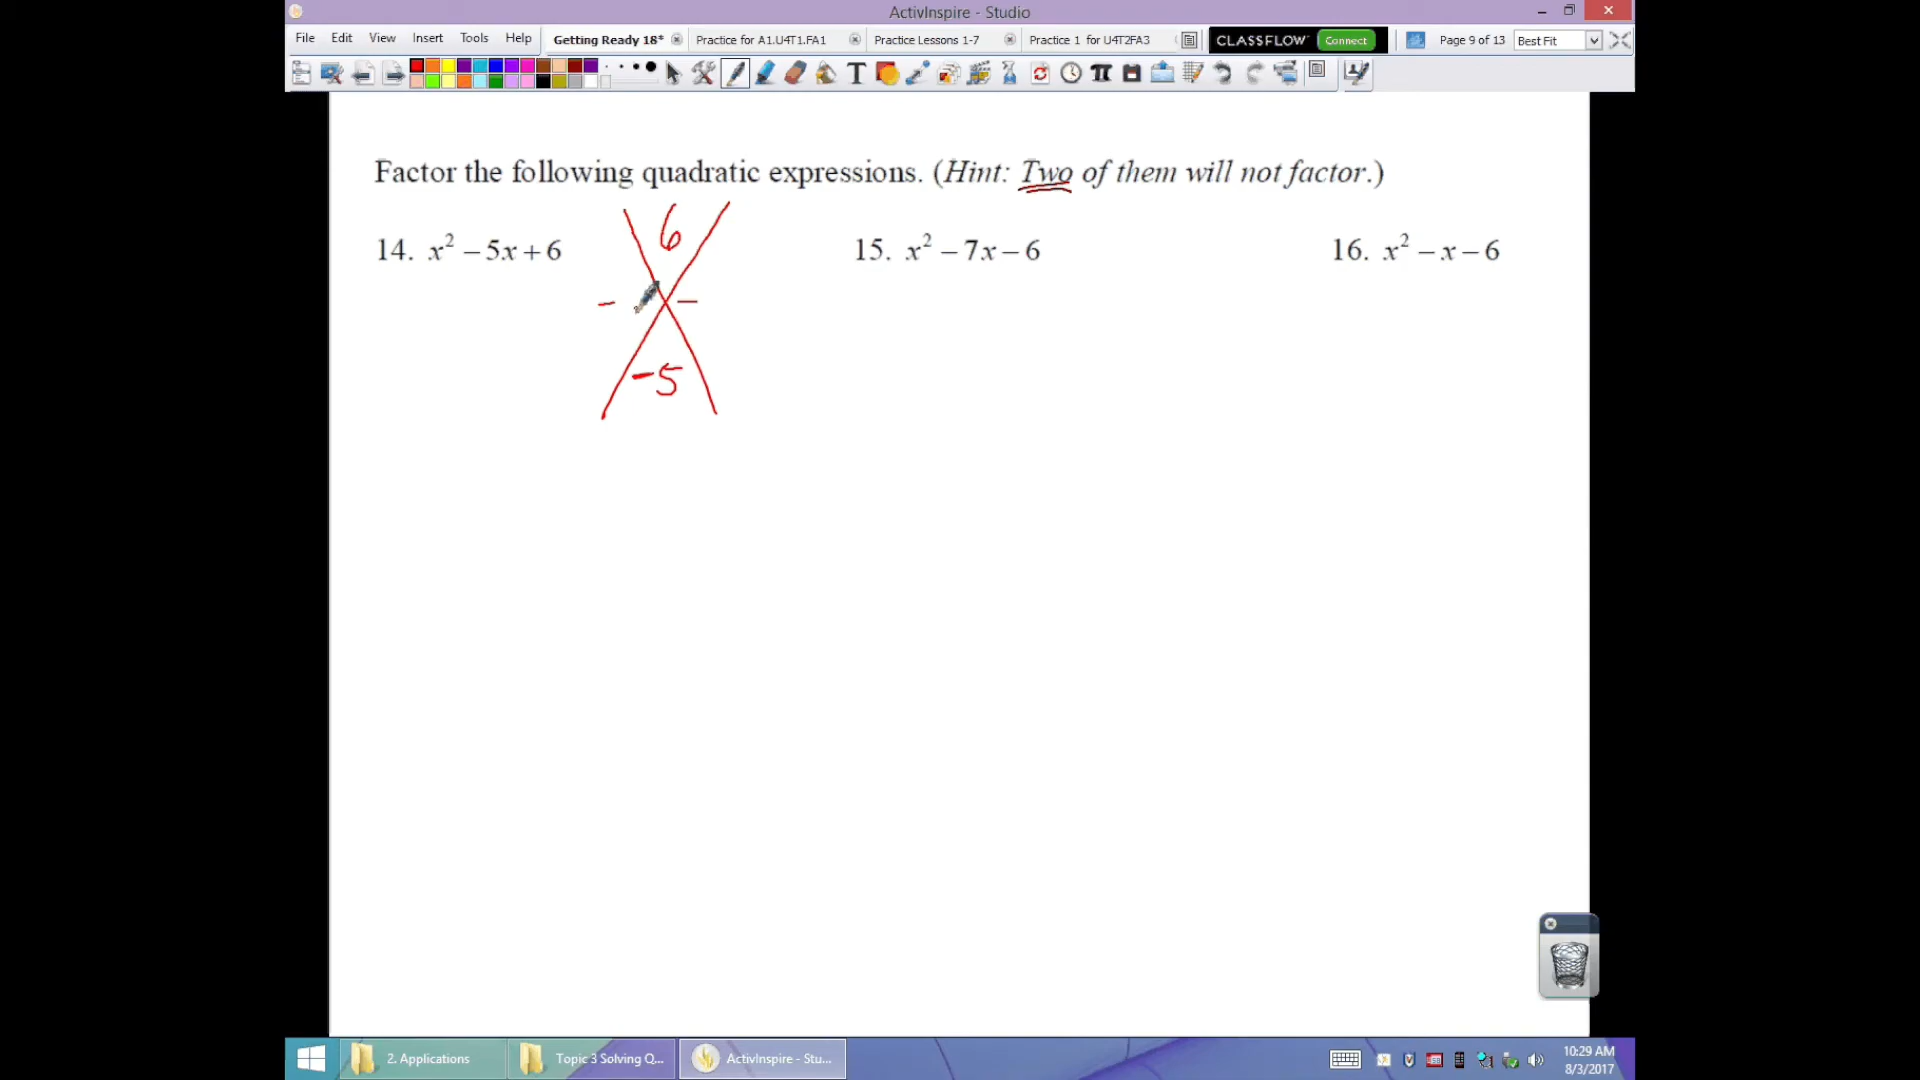 ActivInspire - Studio
File Edit View Insert Tools Help Getting Ready 18* Practice for A1.U4T1.FA1 Practice Lessons 1-7 Practice 1 for U4T2FA3 CLASSFLOW Connect Page 9 of 13 Best Fit
Factor the following quadratic expressions. (Hint: Two of them will not factor.)
14. x² − 5x + 6
15. x² − 7x − 6
16. x² − x − 6
6
− −
-5
2. Applications Topic 3 Solving Q... ActivInspire - Stu... 10:29 AM
8/3/2017